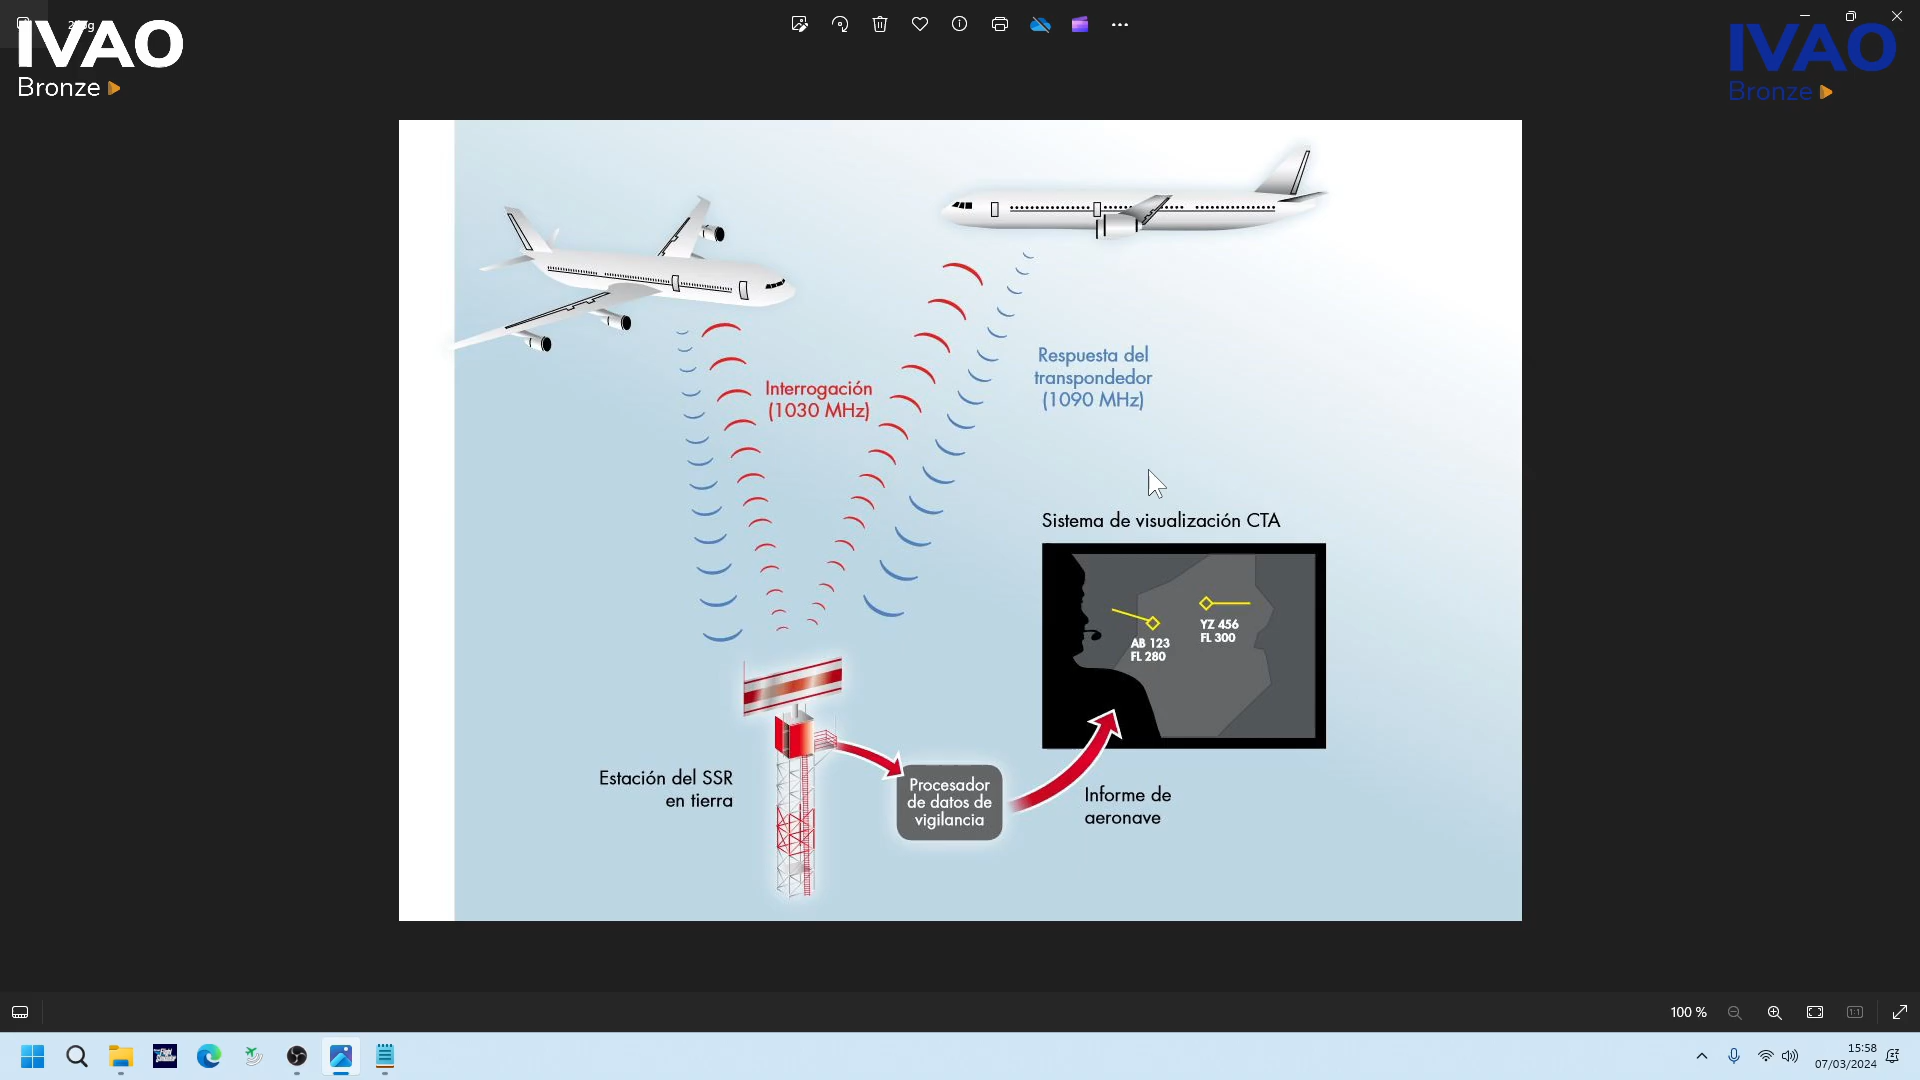 IVAO
Bronze
IVAO
Bronze
Interrogación
(1030 MHz)
Respuesta del
transpondedor
(1090 MHz)
Sistema de visualización CTA
YZ 456
FL 300
AB 123
FL 280
Estación del SSR
en tierra
Procesador
de datos de
vigilancia
Informe de
aeronave
100 %
15:58
07/03/2024